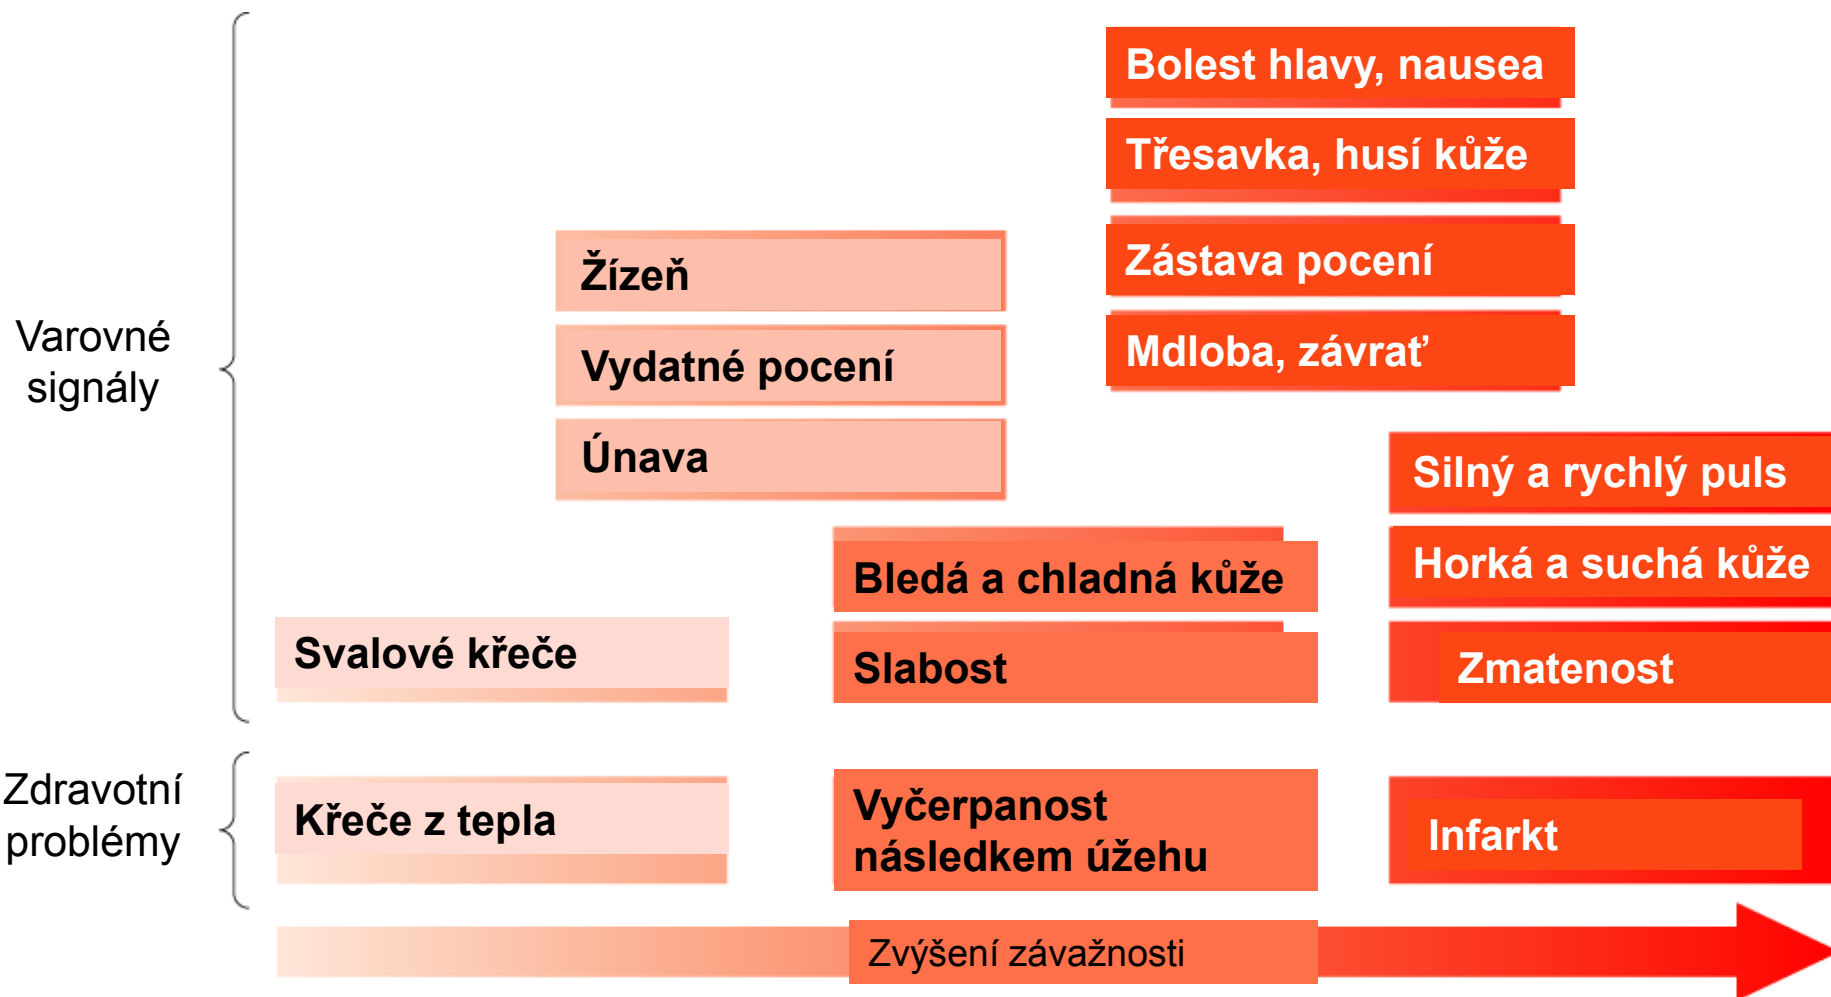 Bolest hlavy, nausea
Třesavka, husí kůže
Zástava pocení
Mdloba, závrať
Žízeň
Vydatné pocení
Únava
Varovné
signály
Silný a rychlý puls
Horká a suchá kůže
Zmatenost
Bledá a chladná kůže
Slabost
Svalové křeče
Zdravotní
problémy
Křeče z tepla
Vyčerpanost
následkem úžehu
Infarkt
Zvýšení závažnosti